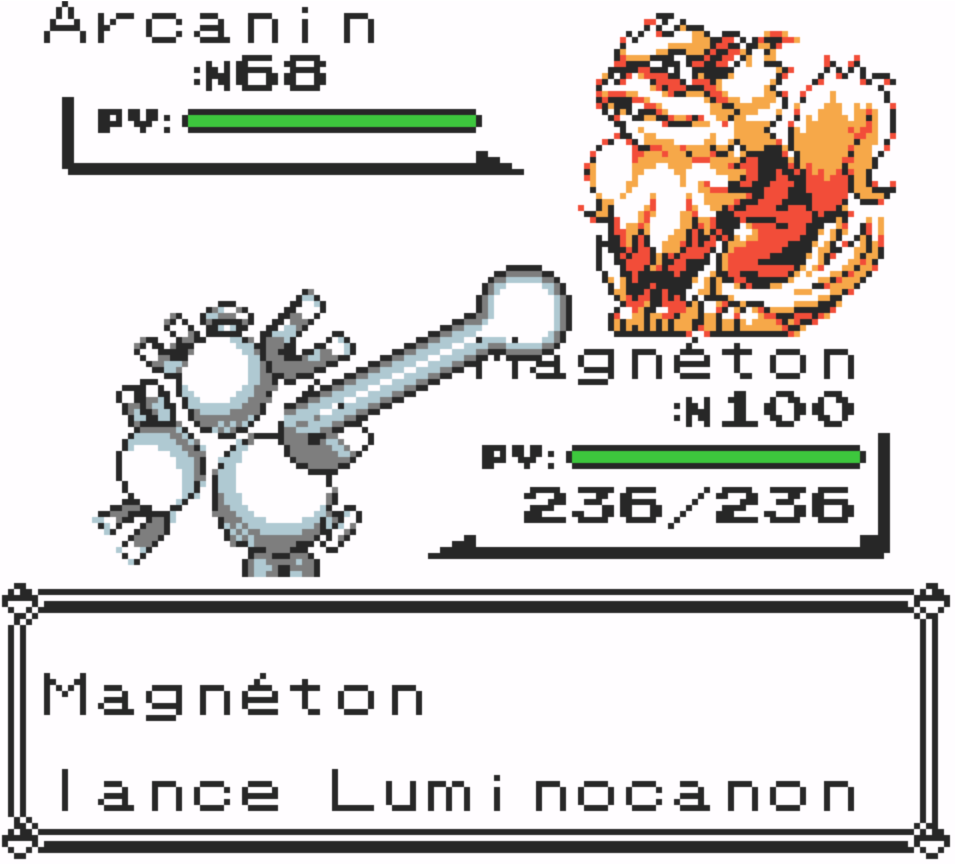 Arcanin
:N68
PV:
Magnéton
:N100
PV:
236/236
Magnéton
lance Luminocanon